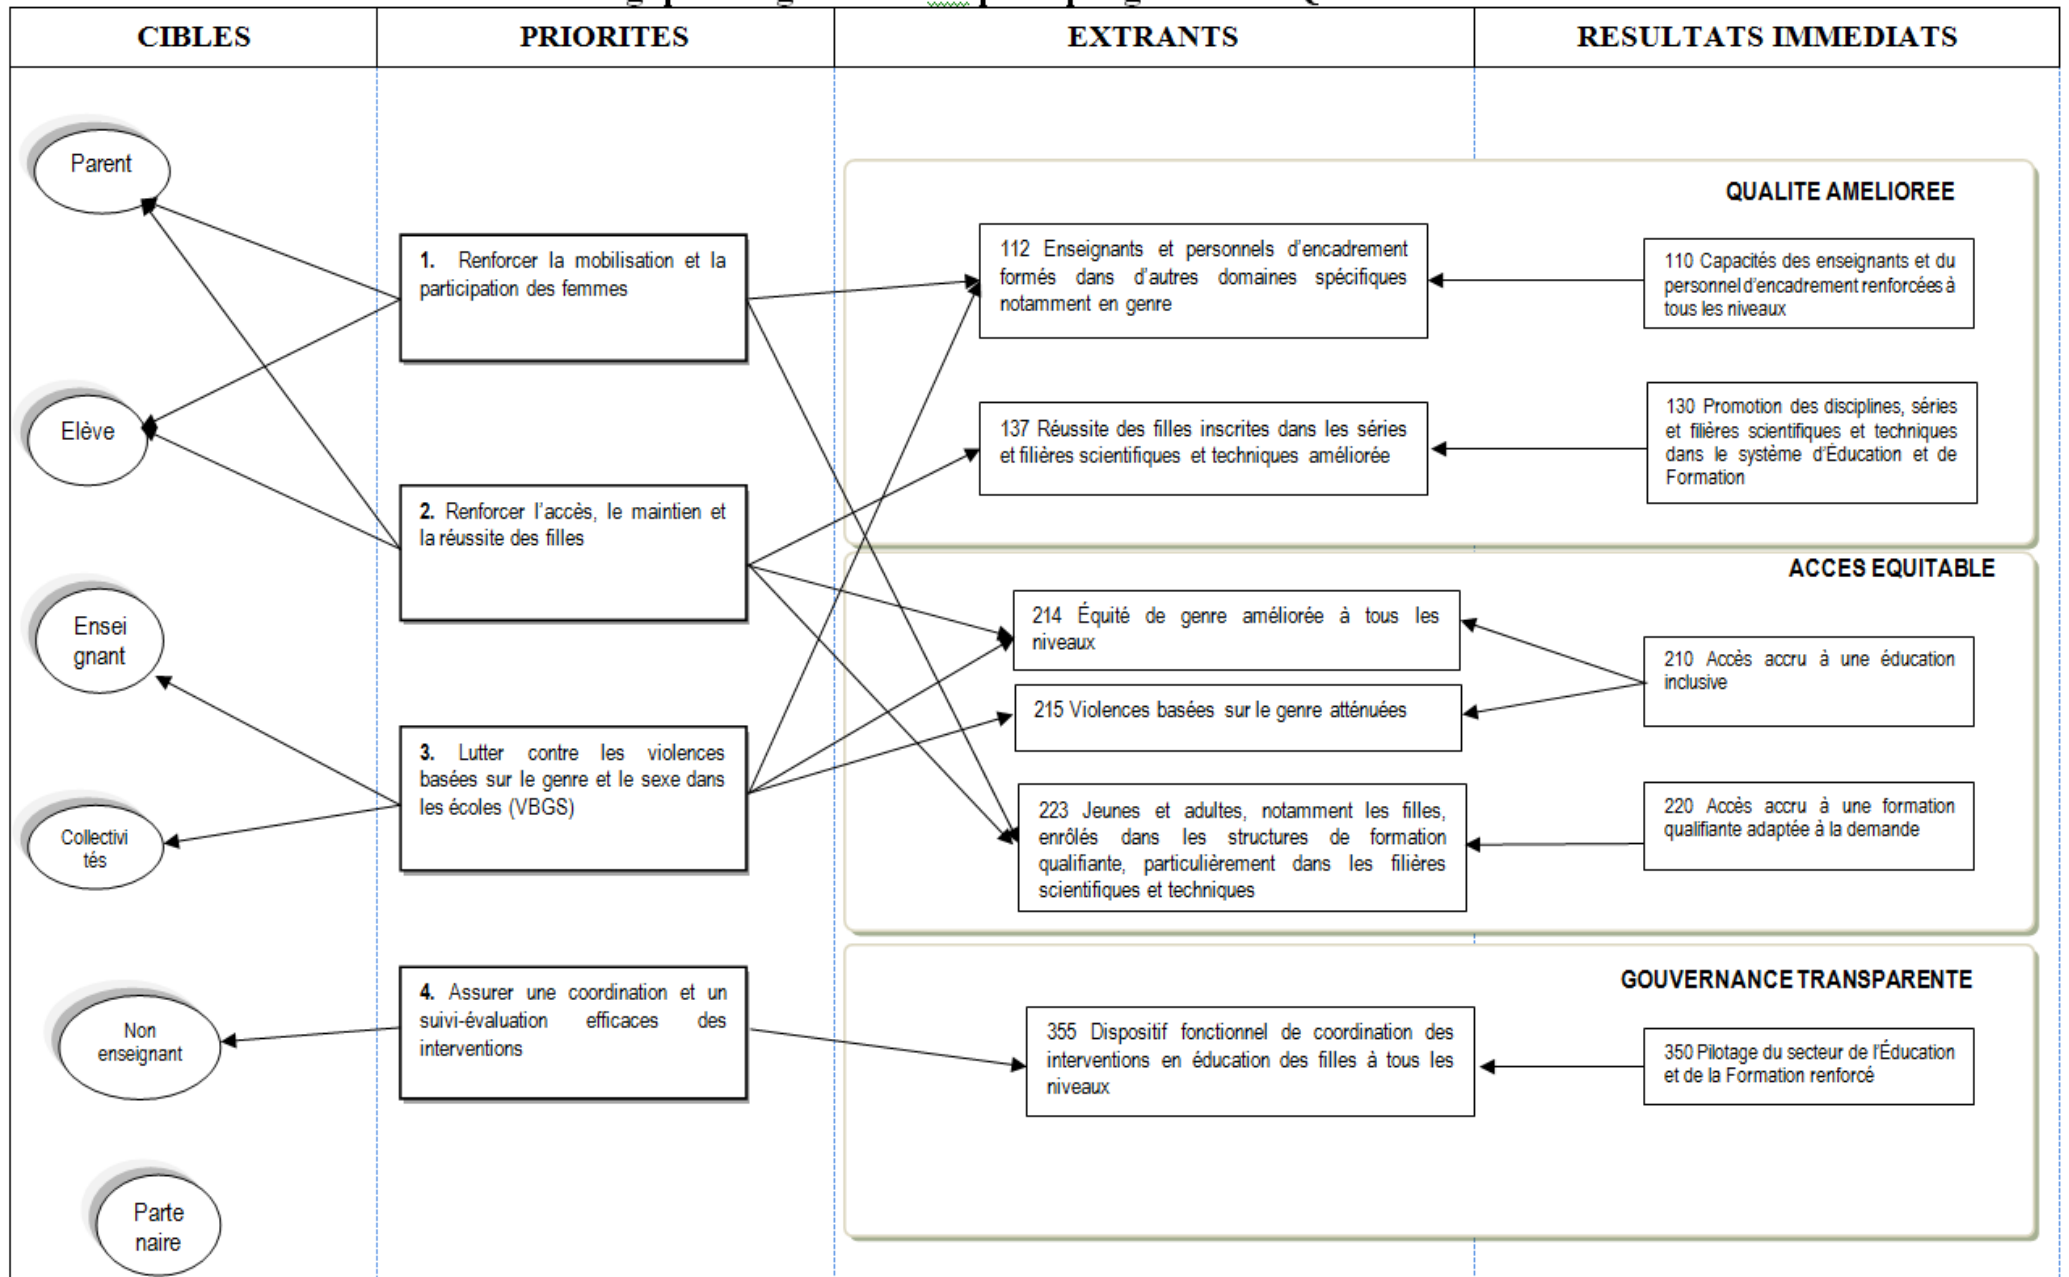 CIBLES
PRIORITES
EXTRANTS
RESULTATS IMMEDIATS
Parent
Elève
Ensei
gnant
Collectivi
tés
Non
enseignant
Parte
naire
1. Renforcer la mobilisation et la
participation des femmes
2. Renforcer l'accès, le maintien et
la réussite des filles
3. Lutter contre les violences
basées sur le genre et le sexe dans
les écoles (VBGS)
4. Assurer une coordination et un
suivi-évaluation efficaces des
interventions
QUALITE AMELIOREE
112 Enseignants et personnels d'encadrement
formés dans d'autres domaines spécifiques
notamment en genre
110 Capacités des enseignants et du
personnel d'encadrement renforcées à
tous les niveaux
137 Réussite des filles inscrites dans les séries
et filières scientifiques et techniques améliorée
130 Promotion des disciplines, séries
et filières scientifiques et techniques
dans le système d'Éducation et de
Formation
ACCES EQUITABLE
214 Équité de genre améliorée à tous les
niveaux
215 Violences basées sur le genre atténuées
210 Accès accru à une éducation
inclusive
223 Jeunes et adultes, notamment les filles,
enrôlés dans les structures de formation
qualifiante, particulièrement dans les filières
scientifiques et techniques
220 Accès accru à une formation
qualifiante adaptée à la demande
GOUVERNANCE TRANSPARENTE
355 Dispositif fonctionnel de coordination des
interventions en éducation des filles à tous les
niveaux
350 Pilotage du secteur de l'Éducation
et de la Formation renforcé